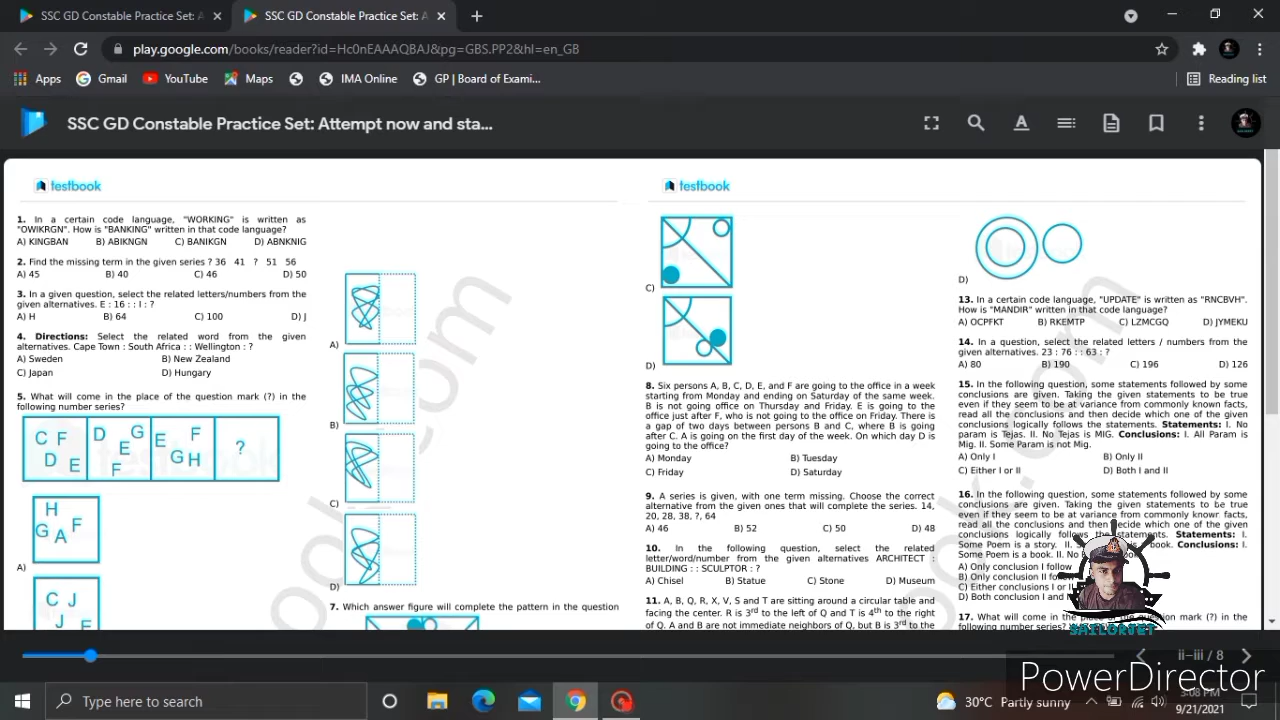 SSC GD Constable Practice Set: A
SSC GD Constable Practice Set: A
play.google.com/books/reader?id=Hc0nEAAAQBAJ&pg=GBS.PP2&hl=en_GB
Apps Gmail YouTube Maps IMA Online GP | Board of Exami...
Reading list
SSC GD Constable Practice Set: Attempt now and sta...
testbook
1. In a certain code language, "WORKING" is written as
"OWIKRGN". How is "BANKING" written in that code language?
A) KINGBAN B) ABIKNGN C) BANIKGN D) ABNKNIG
2. Find the missing term in the given series ? 36 41 ? 51 56
A) 45 B) 40 C) 46 D) 50
3. In a given question, select the related letters/numbers from the
given alternatives. E : 16 : : I : ?
A) H B) 64 C) 100 D) J
4. Directions: Select the related word from the given
alternatives. Cape Town : South Africa : : Wellington : ?
A) Sweden B) New Zealand
C) Japan D) Hungary
5. What will come in the place of the question mark (?) in the
following number series?
C F D G E F
D E E F G H ?
A)
H
G A F
C J
J E
A)
B)
C)
D)
7. Which answer figure will complete the pattern in the question
testbook
C)
D)
8. Six persons A, B, C, D, E, and F are going to the office in a week
starting from Monday and ending on Saturday of the same week.
B is not going office on Thursday and Friday. E is going to the
office just after F, who is not going to the office on Friday. There is
a gap of two days between persons B and C, where B is going
after C. A is going on the first day of the week. On which day D is
going to the office?
A) Monday B) Tuesday
C) Friday D) Saturday
9. A series is given, with one term missing. Choose the correct
alternative from the given ones that will complete the series. 14,
20, 28, 38, ?, 64
A) 46 B) 52 C) 50 D) 48
10. In the following question, select the related
letter/word/number from the given alternatives ARCHITECT :
BUILDING : : SCULPTOR : ?
A) Chisel B) Statue C) Stone D) Museum
11. A, B, Q, R, X, V, S and T are sitting around a circular table and
facing the center. R is 3rd to the left of Q and T is 4th to the right
of Q. A and B are not immediate neighbors of Q, but B is 3rd to the
D)
13. In a certain code language, "UPDATE" is written as "RNCBVH".
How is "MANDIR" written in that code language?
A) OCPFKT B) RKEMTP C) LZMCGQ D) JYMEKU
14. In a question, select the related letters / numbers from the
given alternatives. 23 : 76 : : 63 : ?
A) 80 B) 190 C) 196 D) 126
15. In the following question, some statements followed by some
conclusions are given. Taking the given statements to be true
even if they seem to be at variance from commonly known facts,
read all the conclusions and then decide which one of the given
conclusions logically follows the statements. Statements: I. No
param is Tejas. II. No Tejas is MIG. Conclusions: I. All Param is
Mig. II. Some Param is not Mig.
A) Only I B) Only II
C) Either I or II D) Both I and II
16. In the following question, some statements followed by some
conclusions are given. Taking the given statements to be true
even if they seem to be at variance from commonly known facts,
read all the conclusions and then decide which one of the given
conclusions logically follows the statements. Statements: I.
Some Poem is a story. II. book. Conclusions: I.
Some Poem is a book. II. No
A) Only conclusion I follow
B) Only conclusion II follow
C) Either conclusions I or II
D) Both conclusion I and
17. What will come in the place of the question mark (?) in the
following number series?
SAILORJET
ii-iii / 8
PowerDirector
Type here to search
30°C Partly sunny
3:08 PM
9/21/2021